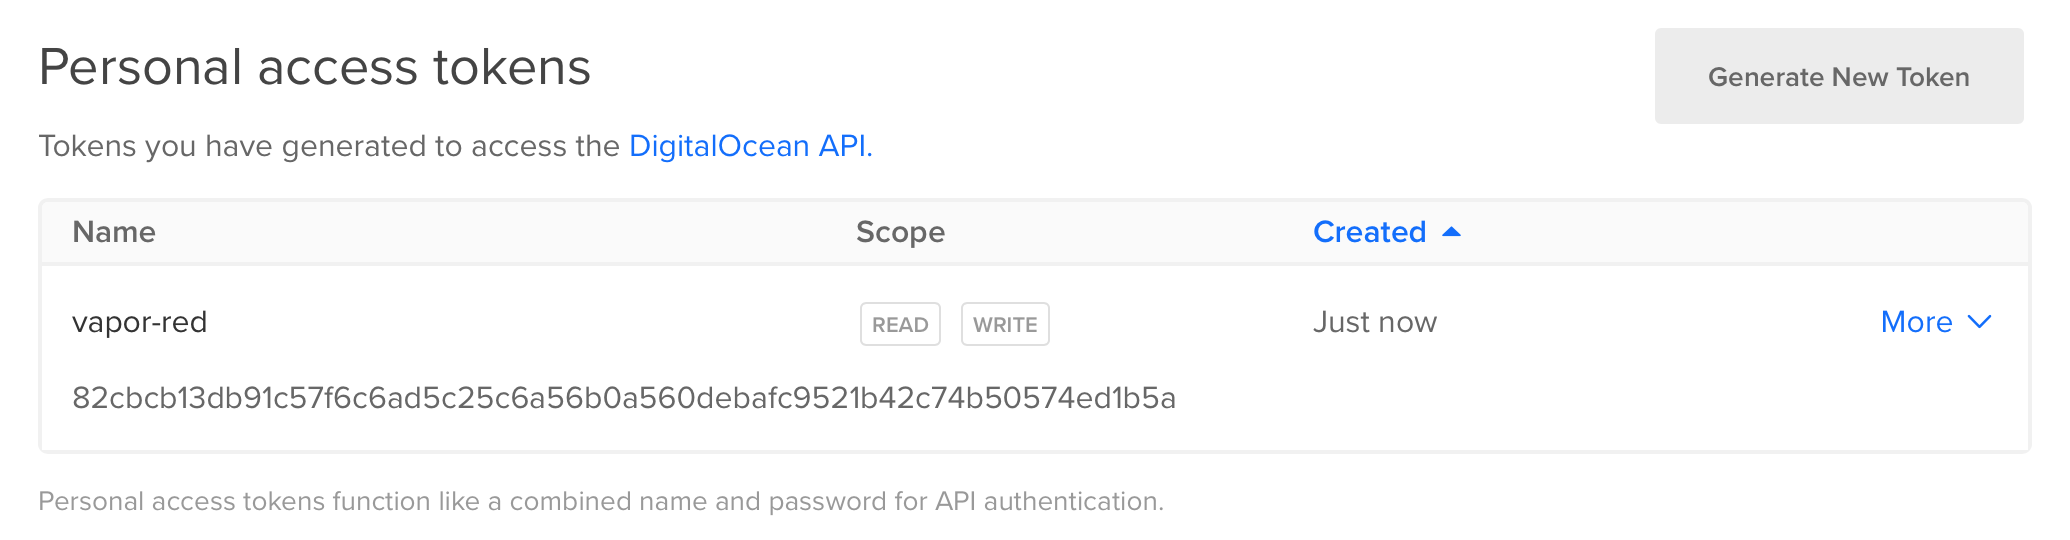 Personal access tokens
Generate New Token
Tokens you have generated to access the DigitalOcean API.
Name Scope Created
vapor-red READ WRITE Just now More
82cbcb13db91c57f6c6ad5c25c6a56b0a560debafc9521b42c74b50574ed1b5a
Personal access tokens function like a combined name and password for API authentication.